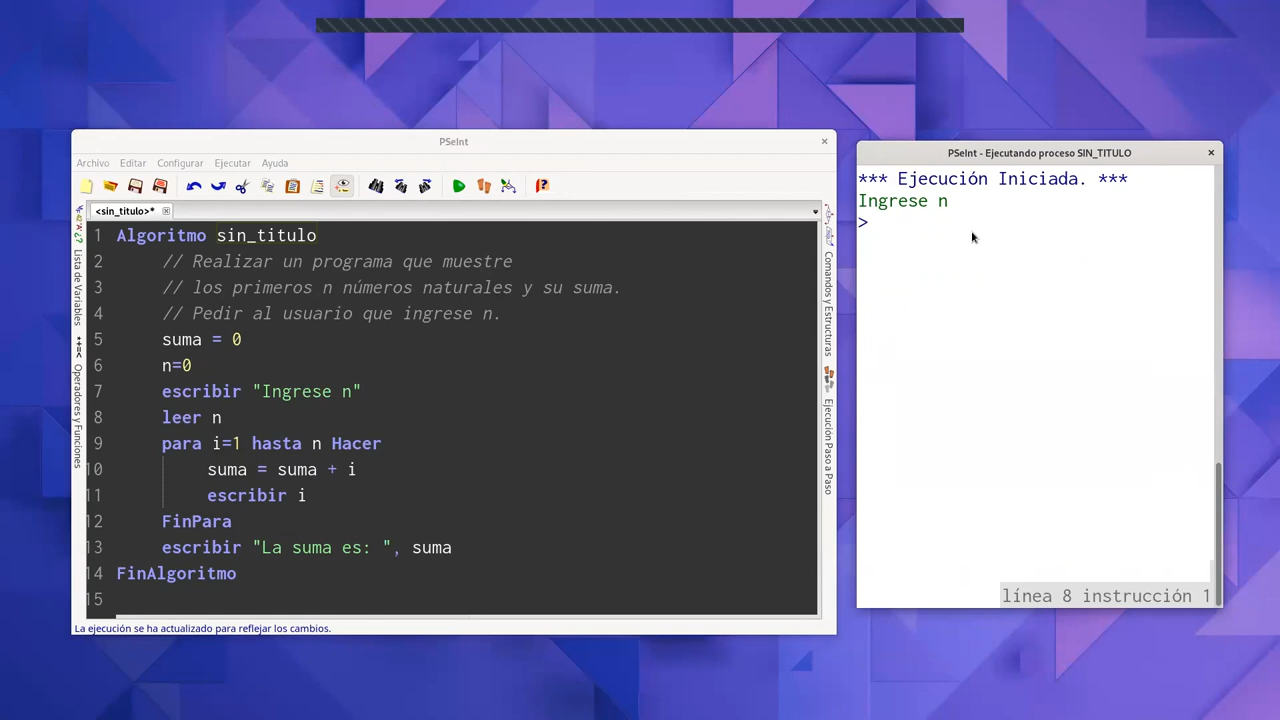 PSeInt
Archivo Editar Configurar Ejecutar Ayuda
<sin_titulo>*
1 Algoritmo sin_titulo
2 // Realizar un programa que muestre
3 // los primeros n números naturales y su suma.
4 // Pedir al usuario que ingrese n.
5 suma = 0
6 n=0
7 escribir "Ingrese n"
8 leer n
9 para i=1 hasta n Hacer
10 suma = suma + i
11 escribir i
12 FinPara
13 escribir "La suma es: ", suma
14 FinAlgoritmo
15
La ejecución se ha actualizado para reflejar los cambios.
Lista de Variables
Operadores y Funciones
Comandos y Estructuras
Ejecución Paso a Paso
PSeInt - Ejecutando proceso SIN_TITULO
*** Ejecución Iniciada. ***
Ingrese n
>
línea 8 instrucción 1